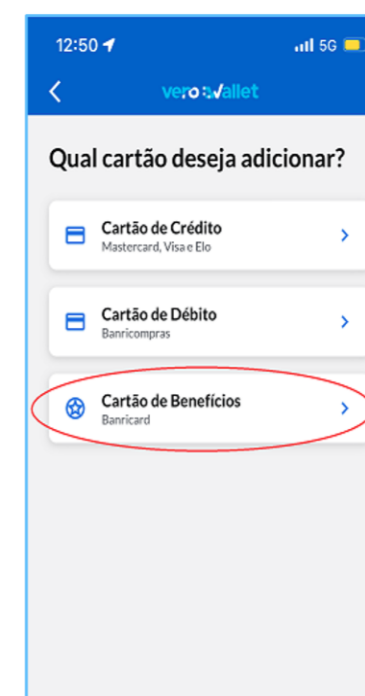 12:50 5G
vero wallet
Qual cartão deseja adicionar?
Cartão de Crédito
Mastercard, Visa e Elo
Cartão de Débito
Banricompras
Cartão de Benefícios
Banricard